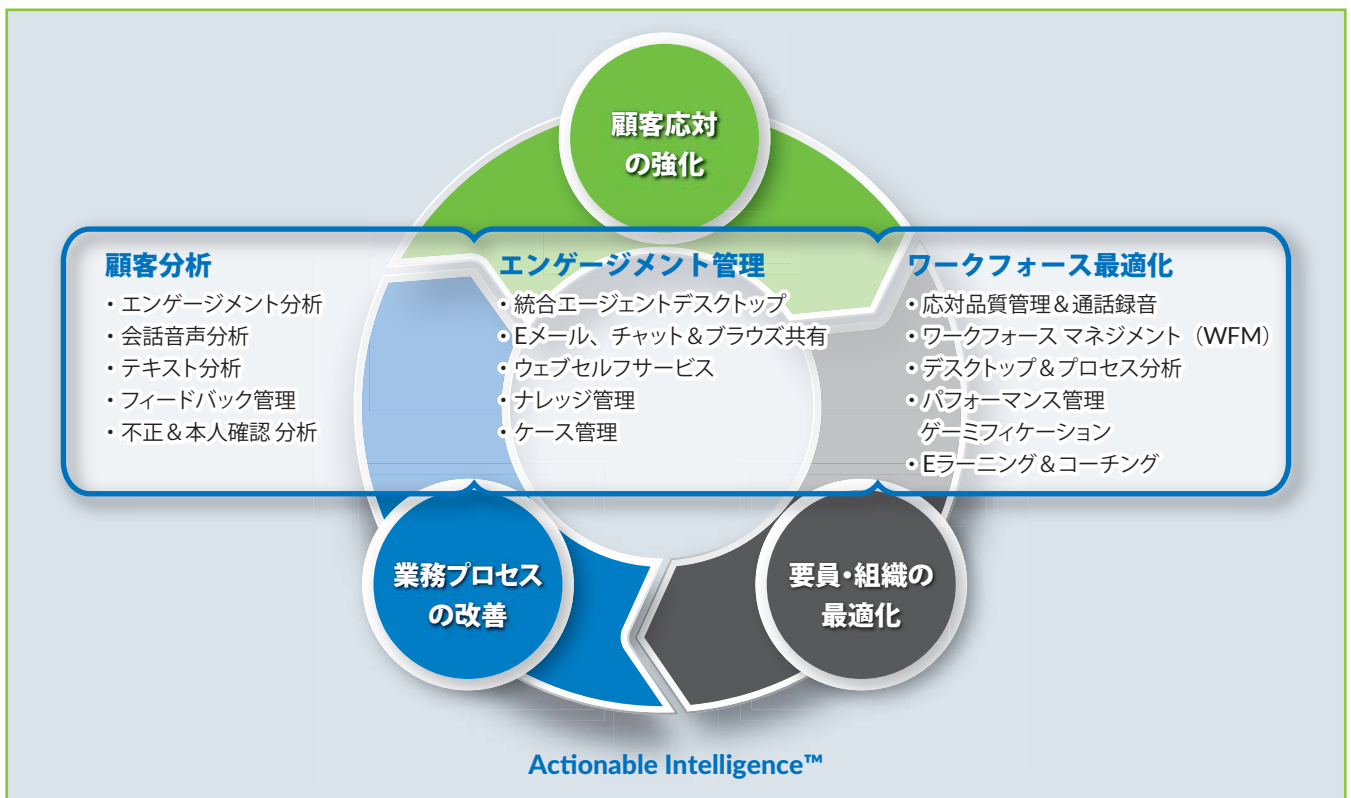 顧客応対
の強化
顧客分析
・エンゲージメント分析
・会話音声分析
・テキスト分析
・フィードバック管理
・不正&本人確認 分析
エンゲージメント管理
・統合エージェントデスクトップ
・Eメール、チャット&ブラウズ共有
・ウェブセルフサービス
・ナレッジ管理
・ケース管理
ワークフォース最適化
・応対品質管理&通話録音
・ワークフォース マネジメント（WFM）
・デスクトップ&プロセス分析
・パフォーマンス管理
ゲーミフィケーション
・Eラーニング&コーチング
業務プロセス
の改善
要員・組織の
最適化
Actionable Intelligence™